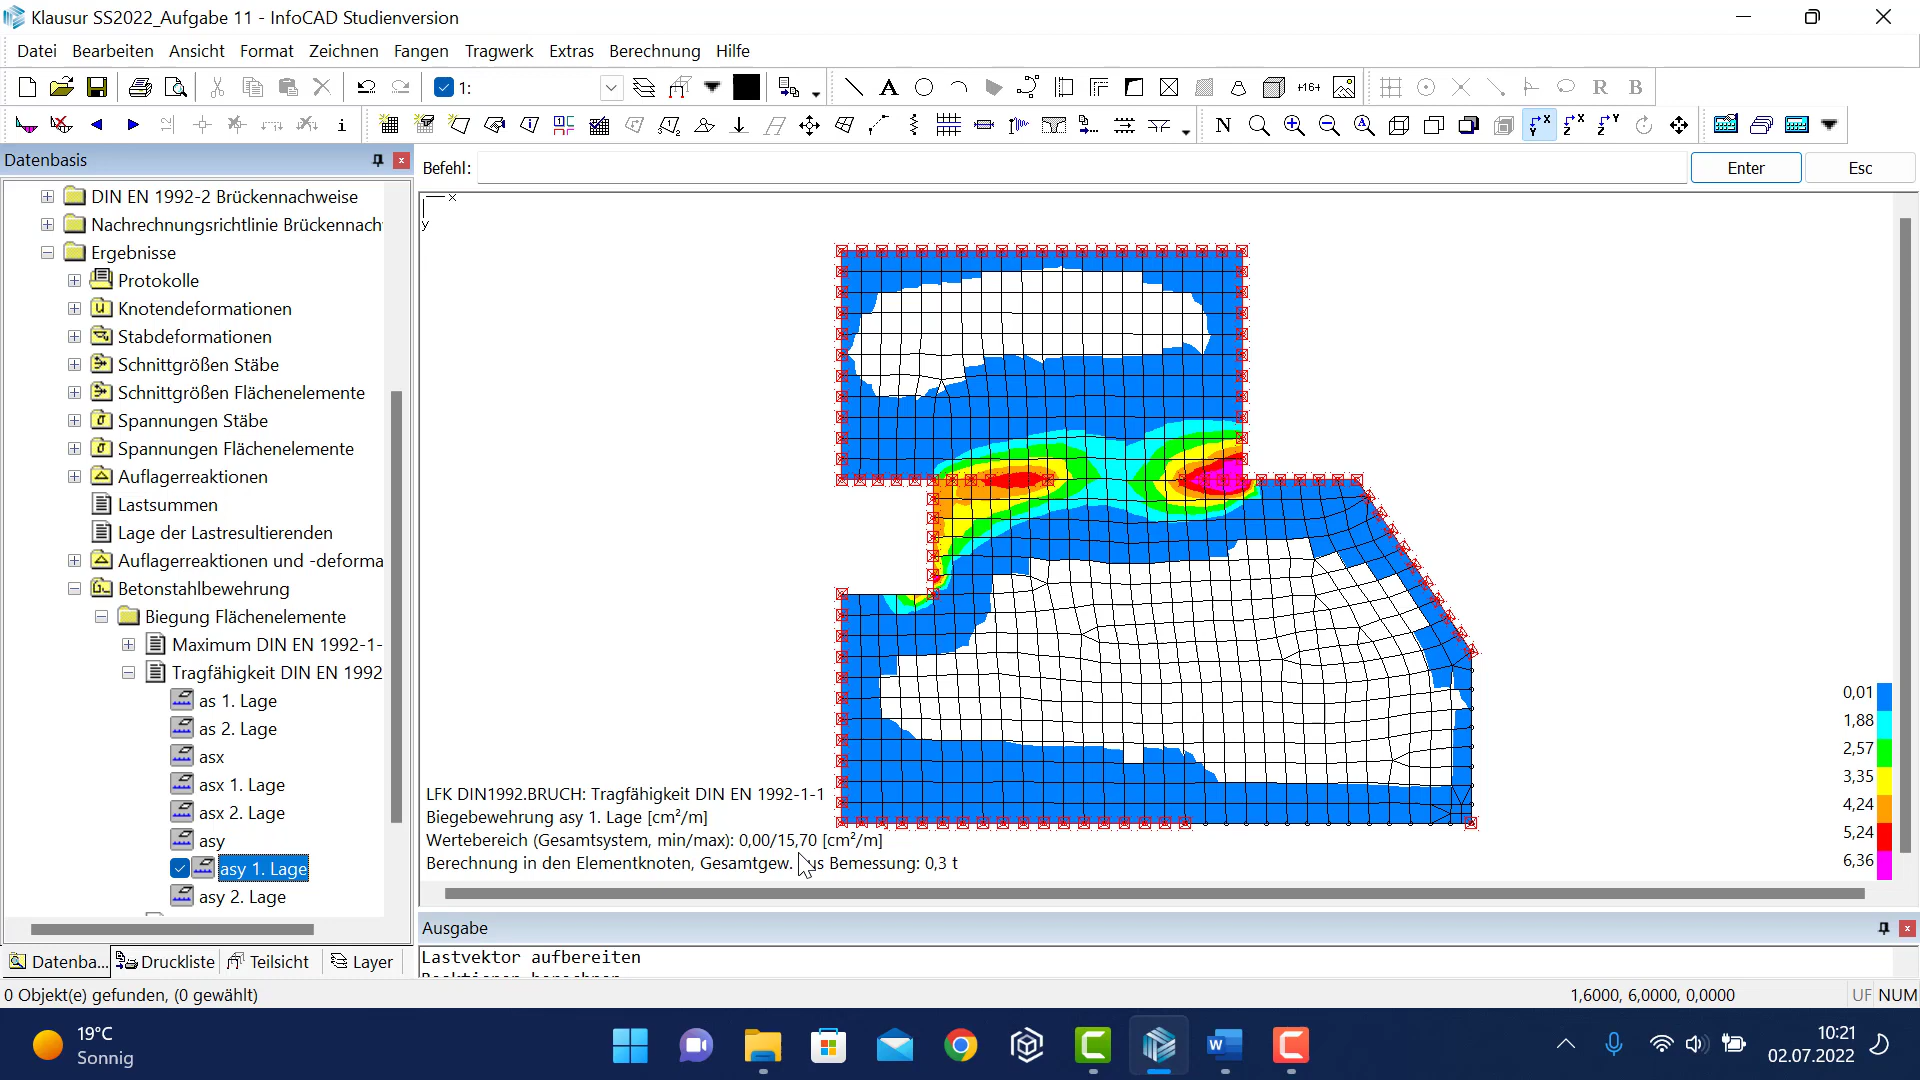 Klausur SS2022_Aufgabe 11 - InfoCAD Studienversion
Datei Bearbeiten Ansicht Format Zeichnen Fangen Tragwerk Extras Berechnung Hilfe
1:
A +16+ R B
i N
Datenbasis
Befehl: Enter Esc
DIN EN 1992-2 Brückennachweise
Nachrechnungsrichtlinie Brückennach
Ergebnisse
Protokolle
Knotendeformationen
Stabdeformationen
Schnittgrößen Stäbe
Schnittgrößen Flächenelemente
Spannungen Stäbe
Spannungen Flächenelemente
Auflagerreaktionen
Lastsummen
Lage der Lastresultierenden
Auflagerreaktionen und -deforma
Betonstahlbewehrung
Biegung Flächenelemente
Maximum DIN EN 1992-1-
Tragfähigkeit DIN EN 1992
as 1. Lage
as 2. Lage
asx
asx 1. Lage
asx 2. Lage
asy
asy 1. Lage
asy 2. Lage
Datenba... Druckliste Teilsicht Layer
x
y
0,01
1,88
2,57
3,35
4,24
5,24
6,36
LFK DIN1992.BRUCH: Tragfähigkeit DIN EN 1992-1-1
Biegebewehrung asy 1. Lage [cm²/m]
Wertebereich (Gesamtsystem, min/max): 0,00/15,70 [cm²/m]
Berechnung in den Elementknoten, Gesamtgew. us Bemessung: 0,3 t
Ausgabe
Lastvektor aufbereiten
0 Objekt(e) gefunden, (0 gewählt) 1,6000, 6,0000, 0,0000 UF NUM
19°C
Sonnig
10:21
02.07.2022